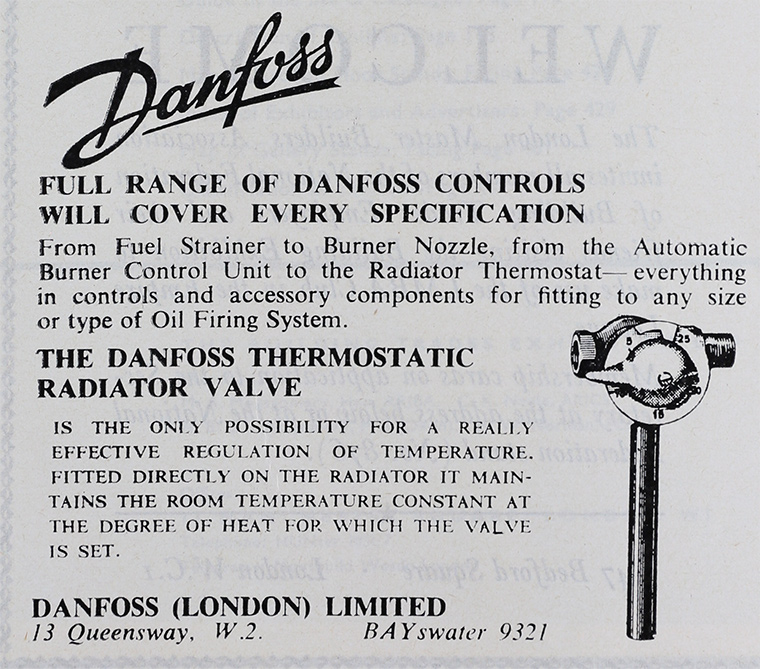 Danfoss
FULL RANGE OF DANFOSS CONTROLS
WILL COVER EVERY SPECIFICATION
From Fuel Strainer to Burner Nozzle, from the Automatic
Burner Control Unit to the Radiator Thermostat—everything
in controls and accessory components for fitting to any size
or type of Oil Firing System.
5 25
15
THE DANFOSS THERMOSTATIC
RADIATOR VALVE
IS THE ONLY POSSIBILITY FOR A REALLY
EFFECTIVE REGULATION OF TEMPERATURE.
FITTED DIRECTLY ON THE RADIATOR IT MAIN-
TAINS THE ROOM TEMPERATURE CONSTANT AT
THE DEGREE OF HEAT FOR WHICH THE VALVE
IS SET.
DANFOSS (LONDON) LIMITED
13 Queensway, W.2. BAYswater 9321